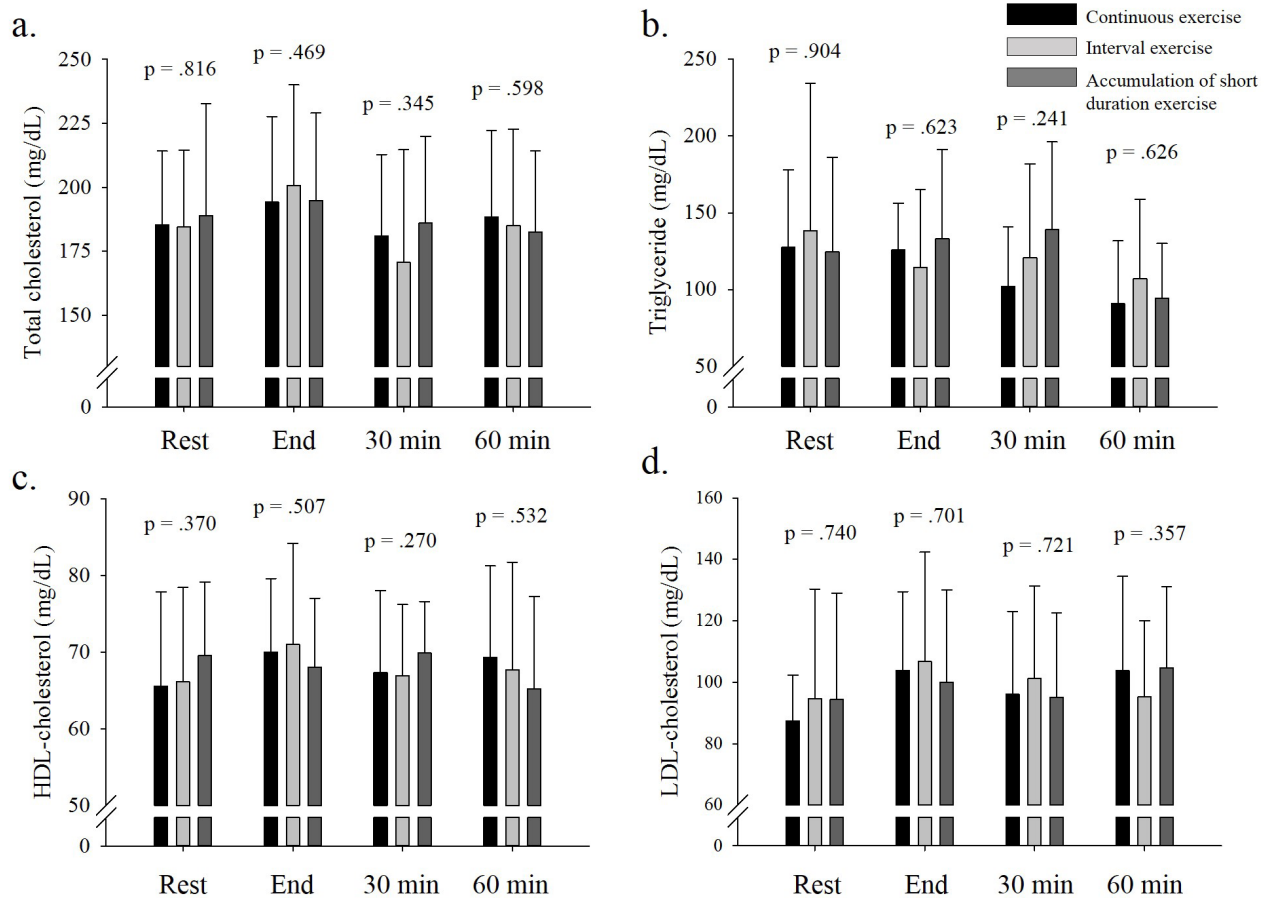 a.
Total cholesterol (mg/dL)
250
225
200
175
150
0
p = .816
p = .469
p = .345
p = .598
Rest
End
30 min
60 min
b.
Continuous exercise
Interval exercise
Accumulation of short
duration exercise
Triglyceride (mg/dL)
250
200
150
100
50
0
p = .904
p = .623
p = .241
p = .626
Rest
End
30 min
60 min
c.
HDL-cholesterol (mg/dL)
90
80
70
60
50
0
p = .370
p = .507
p = .270
p = .532
Rest
End
30 min
60 min
d.
LDL-cholesterol (mg/dL)
160
140
120
100
80
60
0
p = .740
p = .701
p = .721
p = .357
Rest
End
30 min
60 min